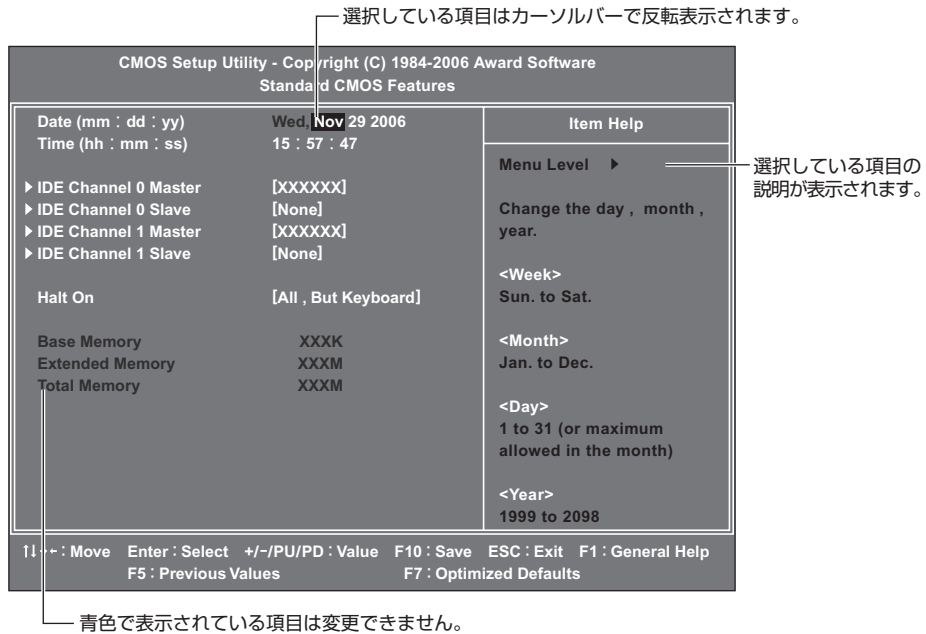 選択している項目はカーソルバーで反転表示されます。
CMOS Setup Utility - Copyright (C) 1984-2006 Award Software
Standard CMOS Features
Date (mm : dd : yy) Wed, Nov 29 2006
Time (hh : mm : ss) 15 : 57 : 47
▶ IDE Channel 0 Master [XXXXXX]
▶ IDE Channel 0 Slave [None]
▶ IDE Channel 1 Master [XXXXXX]
▶ IDE Channel 1 Slave [None]
Halt On [All , But Keyboard]
Base Memory XXXK
Extended Memory XXXM
Total Memory XXXM
Item Help
Menu Level ▶
Change the day , month ,
year.
<Week>
Sun. to Sat.
<Month>
Jan. to Dec.
<Day>
1 to 31 (or maximum
allowed in the month)
<Year>
1999 to 2098
選択している項目の
説明が表示されます。
↑↓→← : Move Enter : Select +/-/PU/PD : Value F10 : Save ESC : Exit F1 : General Help
F5 : Previous Values F7 : Optimized Defaults
青色で表示されている項目は変更できません。